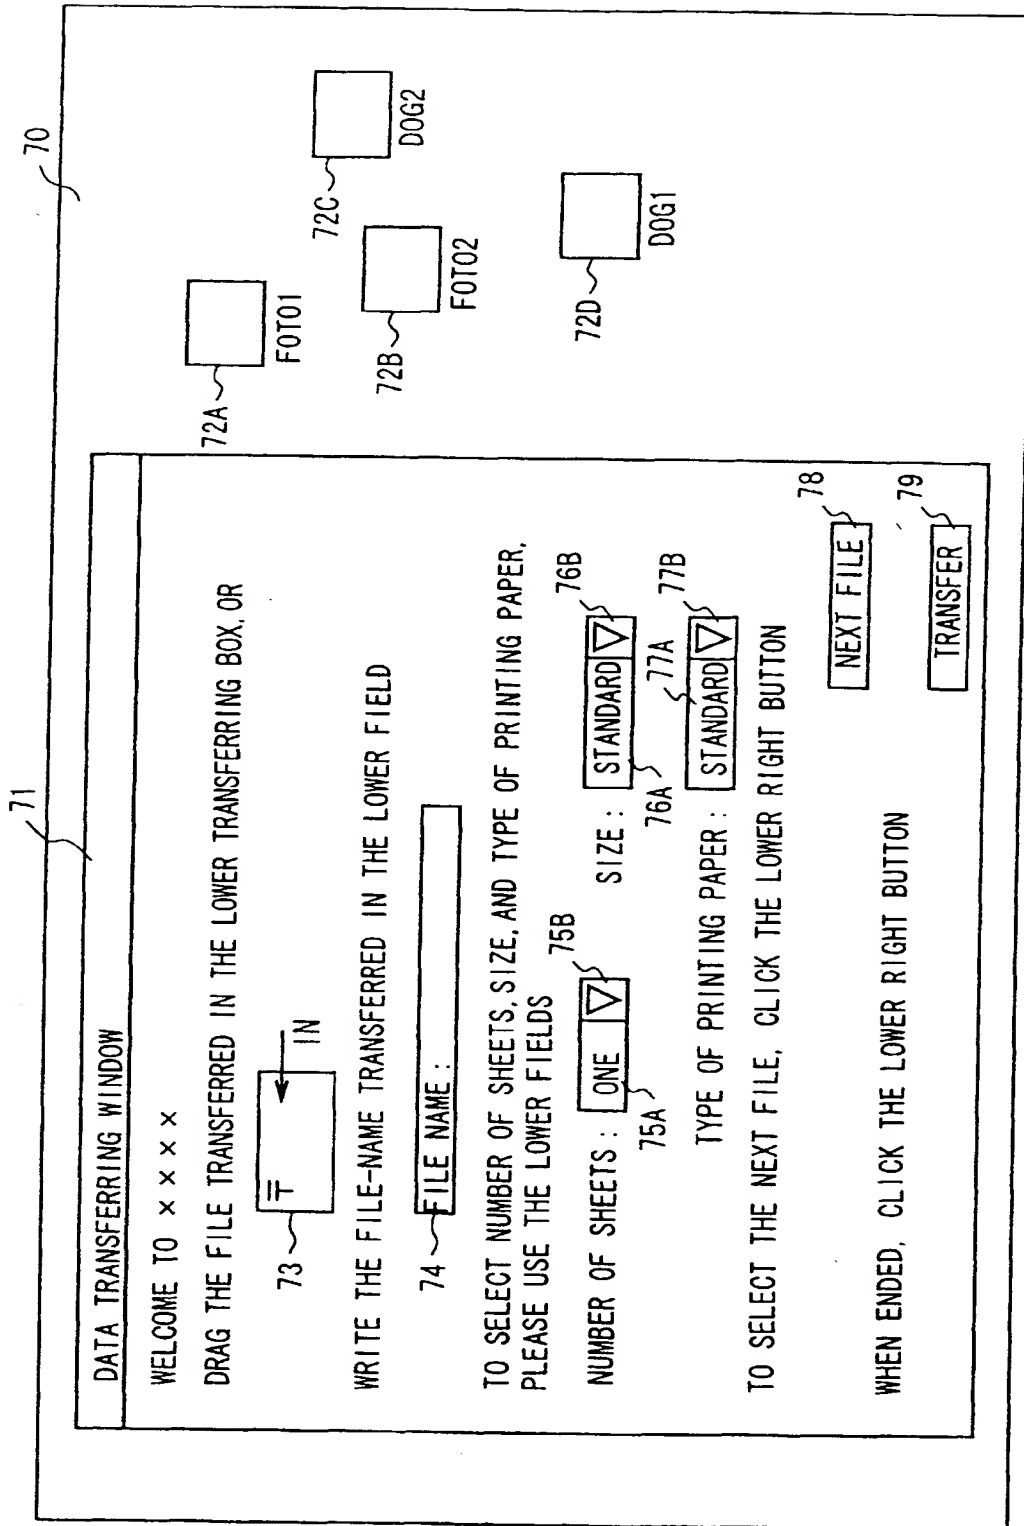 70
71
DATA TRANSFERRING WINDOW
WELCOME TO ××××
DRAG THE FILE TRANSFERRED IN THE LOWER TRANSFERRING BOX, OR
73
〒
IN
WRITE THE FILE-NAME TRANSFERRED IN THE LOWER FIELD
74
FILE NAME :
TO SELECT NUMBER OF SHEETS, SIZE, AND TYPE OF PRINTING PAPER,
PLEASE USE THE LOWER FIELDS
NUMBER OF SHEETS : ONE ▽ SIZE : STANDARD ▽
75A
75B
76A
76B
TYPE OF PRINTING PAPER : STANDARD ▽
77A
77B
TO SELECT THE NEXT FILE, CLICK THE LOWER RIGHT BUTTON
NEXT FILE
78
WHEN ENDED, CLICK THE LOWER RIGHT BUTTON
TRANSFER
79
72A
FOTO1
72B
FOTO2
72C
DOG2
72D
DOG1